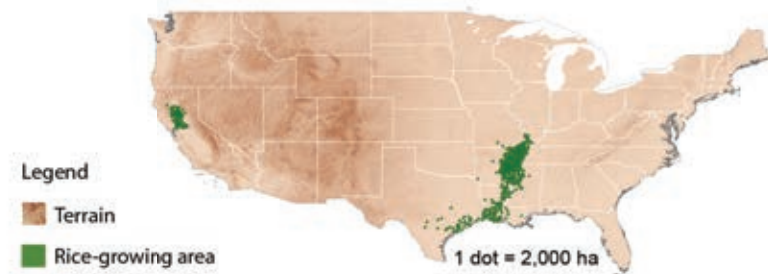 Legend
Terrain
Rice-growing area
1 dot = 2,000 ha